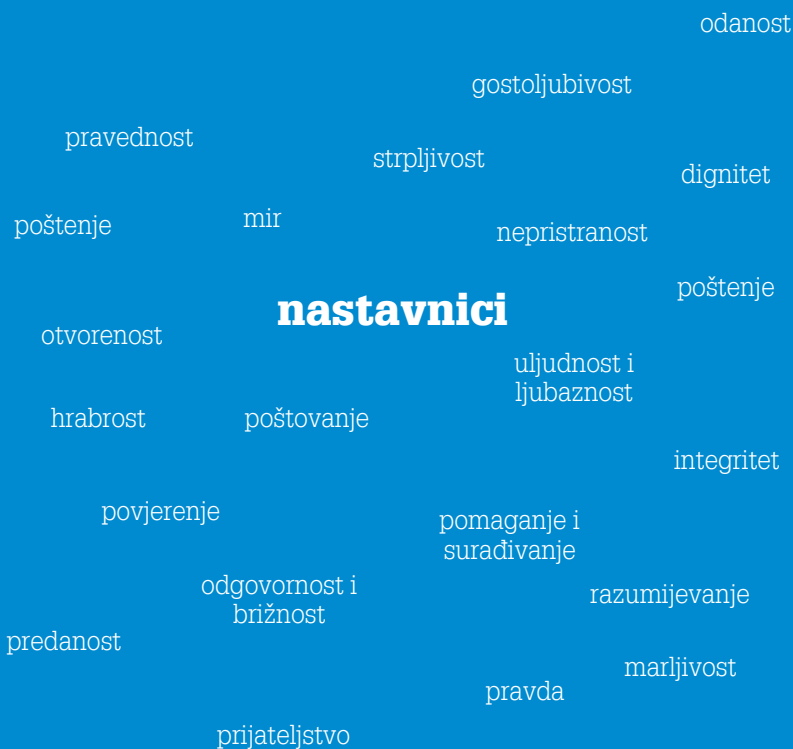 odanost
gostoljubivost
pravednost
strpljivost
dignitet
poštenje
mir
nepristranost
poštenje
nastavnici
otvorenost
uljudnost i
ljubaznost
hrabrost
poštovanje
integritet
povjerenje
pomaganje i
surađivanje
odgovornost i
brižnost
razumijevanje
predanost
marljivost
pravda
prijateljstvo